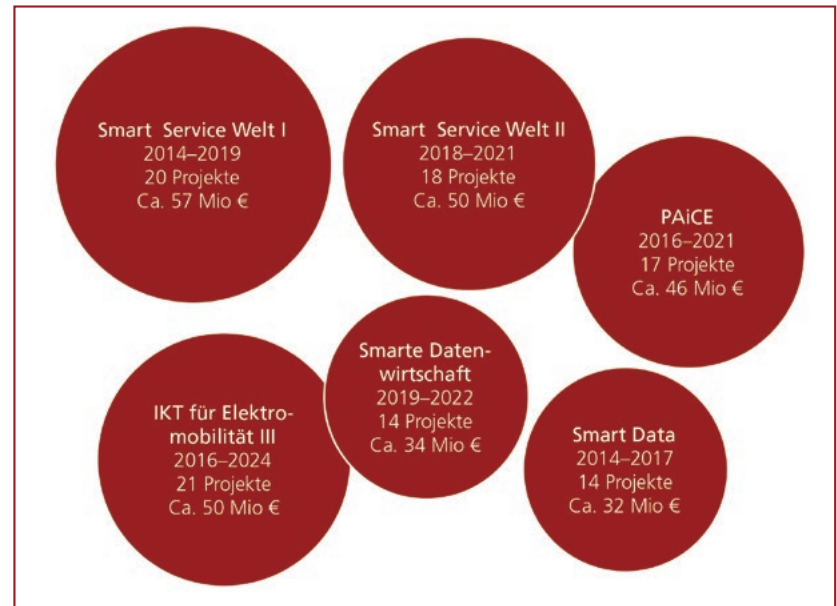 Smart Service Welt I
2014–2019
20 Projekte
Ca. 57 Mio €
Smart Service Welt II
2018–2021
18 Projekte
Ca. 50 Mio €
PAiCE
2016–2021
17 Projekte
Ca. 46 Mio €
IKT für Elektro-
mobilität III
2016–2024
21 Projekte
Ca. 50 Mio €
Smarte Daten-
wirtschaft
2019–2022
14 Projekte
Ca. 34 Mio €
Smart Data
2014–2017
14 Projekte
Ca. 32 Mio €